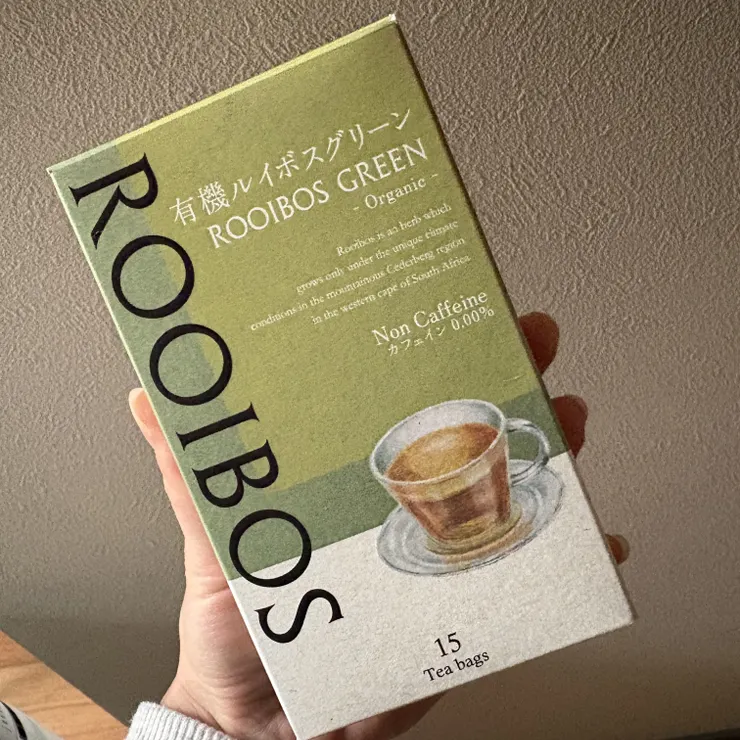 ROOIBOS
有機ルイボスグリーン
ROOIBOS GREEN
- Organic -
Rooibos is an herb which
grows only under the unique climate
conditions in the mountainous Cederberg region
in the western cape of South Africa.
Non Caffeine
カフェイン 0.00%
15
Tea bags